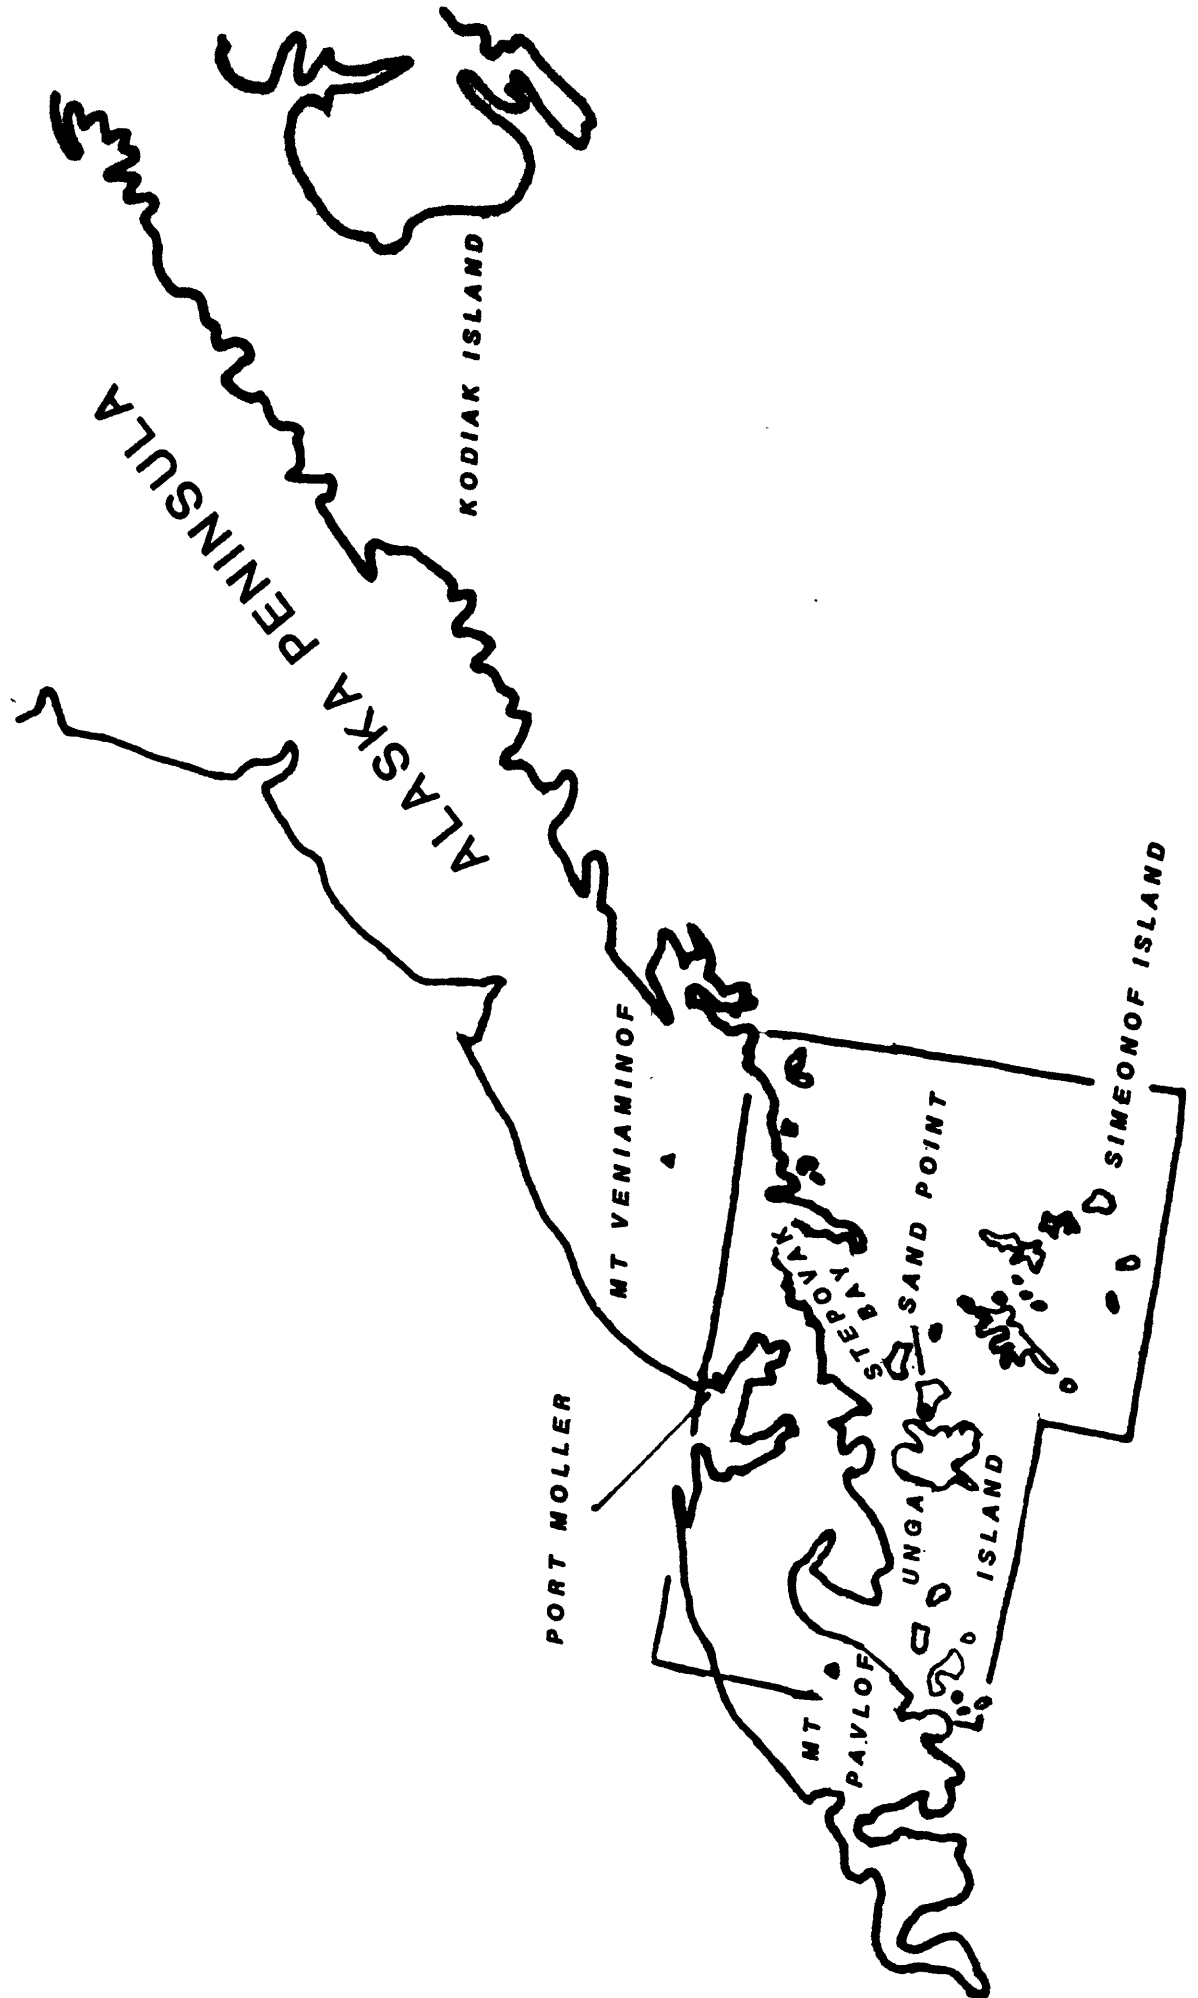 ALASKA PENINSULA
KODIAK ISLAND
MT VENIAMINOF
PORT MOLLER
STEPOVAK
BAY
SAND POINT
SIMEONOF ISLAND
UNGA
ISLAND
MT
PAVLOF